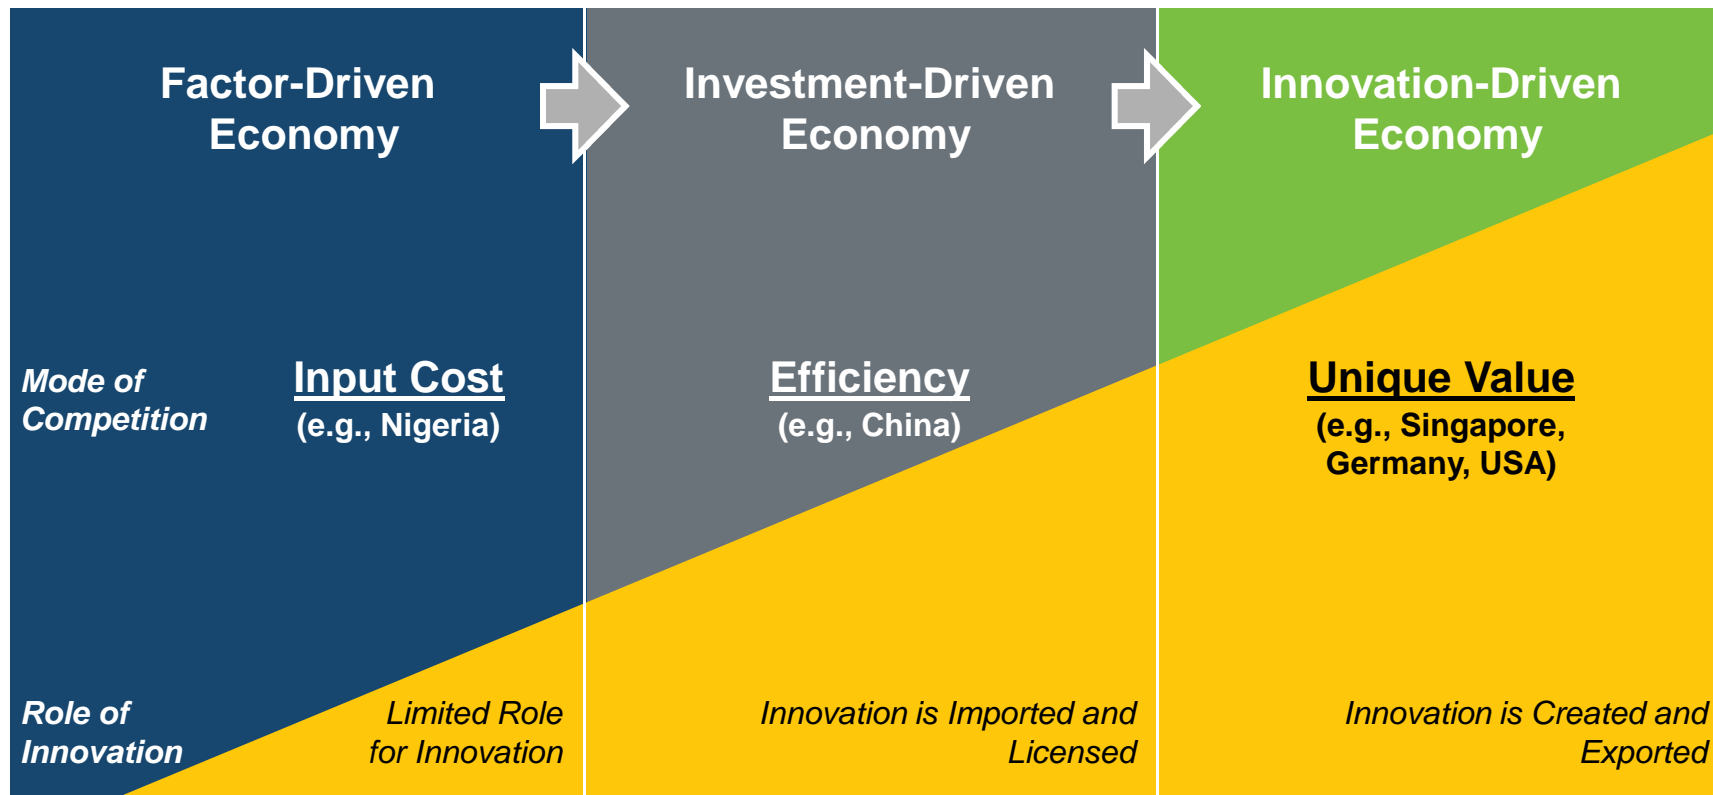 Factor-Driven
Economy
Investment-Driven
Economy
Innovation-Driven
Economy
Mode of
Competition
Input Cost
(e.g., Nigeria)
Efficiency
(e.g., China)
Unique Value
(e.g., Singapore,
Germany, USA)
Role of
Innovation
Limited Role
for Innovation
Innovation is Imported and
Licensed
Innovation is Created and
Exported